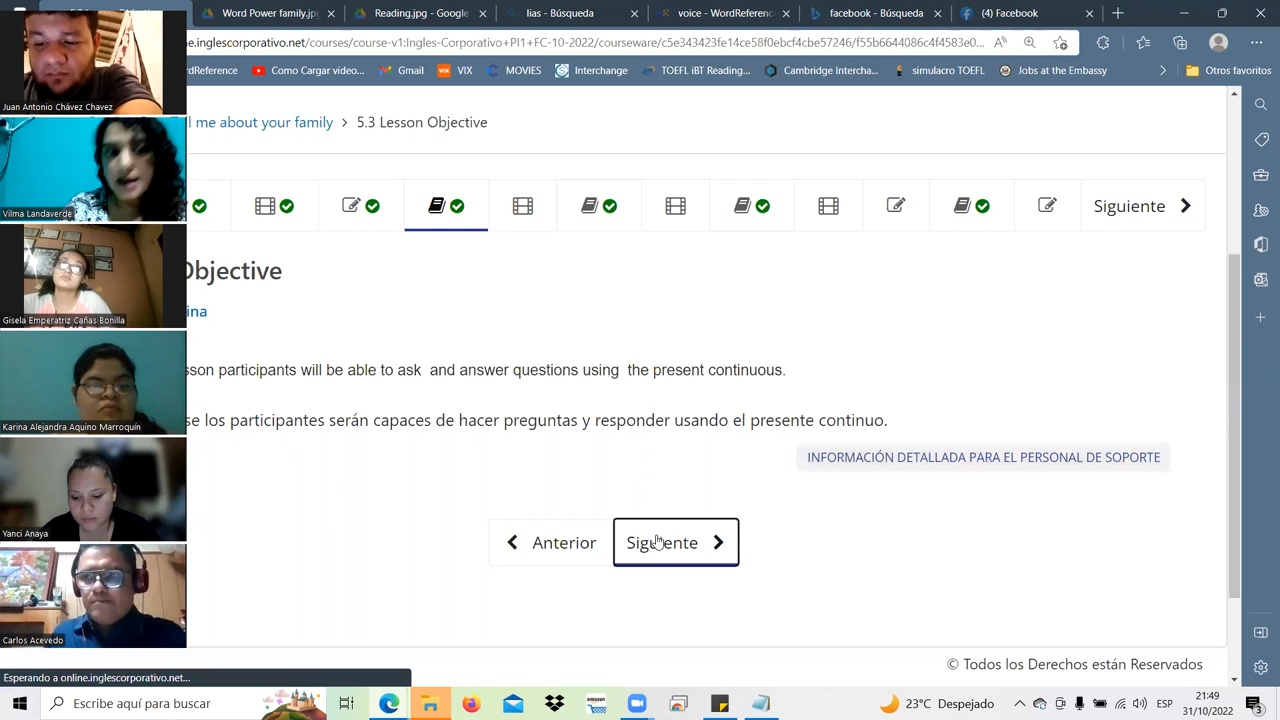 Word Power family.jp
Reading.jpg - Google
lias - Búsqueda
voice - WordReferen
facebook - Búsqueda
(4) Facebook
ne.inglescorporativo.net/courses/course-v1:Ingles-Corporativo+PI1+FC-10-2022/courseware/c5e343423fe14ce58f0ebcf4cbe57246/f55b6644086c4f4583e0...
rdReference
Como Cargar video...
Gmail
VIX
MOVIES
Interchange
TOEFL iBT Reading...
Cambridge Intercha...
simulacro TOEFL
Jobs at the Embassy
Otros favoritos
Juan Antonio Chávez Chavez
ll me about your family > 5.3 Lesson Objective
Siguiente
Vilma Landaverde
Objective
ina
Gisela Emperatriz Cañas Bonilla
sson participants will be able to ask and answer questions using the present continuous.
se los participantes serán capaces de hacer preguntas y responder usando el presente continuo.
Karina Alejandra Aquino Marroquín
INFORMACIÓN DETALLADA PARA EL PERSONAL DE SOPORTE
Yanci Anaya
Anterior
Siguiente
Carlos Acevedo
© Todos los Derechos están Reservados
Esperando a online.inglescorporativo.net...
Escribe aquí para buscar
amazon
23°C Despejado
ESP
21:49
31/10/2022
3